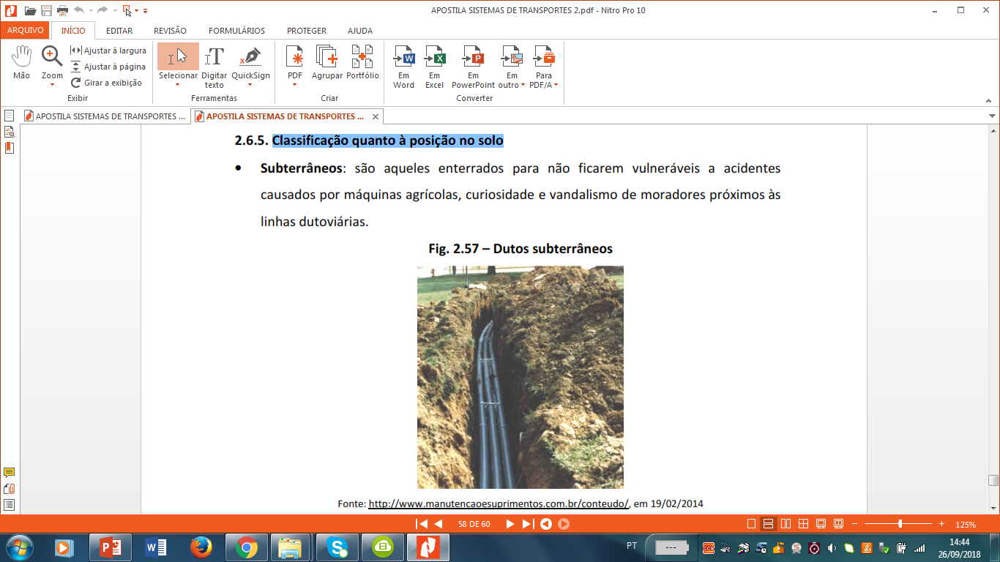 APOSTILA SISTEMAS DE TRANSPORTES 2.pdf - Nitro Pro 10
ARQUIVO INÍCIO EDITAR REVISÃO FORMULÁRIOS PROTEGER AJUDA
Mão
Zoom
Ajustar à largura
Ajustar à página
Girar a exibição
Exibir
Selecionar
Digitar
texto
QuickSign
Ferramentas
PDF
Agrupar
Portfólio
Criar
Em
Word
Em
Excel
Em
PowerPoint
Em
outro
Para
PDF/A
Converter
APOSTILA SISTEMAS DE TRANSPORTES ...
APOSTILA SISTEMAS DE TRANSPORTES ...
2.6.5. Classificação quanto à posição no solo
• Subterrâneos: são aqueles enterrados para não ficarem vulneráveis a acidentes
causados por máquinas agrícolas, curiosidade e vandalismo de moradores próximos às
linhas dutoviárias.
Fig. 2.57 – Dutos subterrâneos
Fonte: http://www.manutencaoesuprimentos.com.br/conteudo/, em 19/02/2014
58 DE 60
125%
PT
14:44
26/09/2018